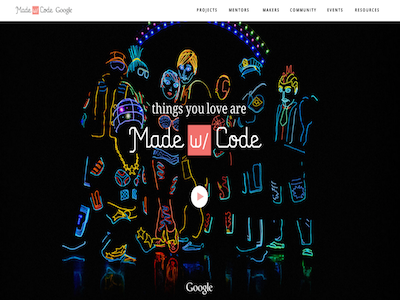 Made w/ Code Google
PROJECTS MENTORS MAKERS COMMUNITY EVENTS RESOURCES
things you love are
Made w/ Code
Google